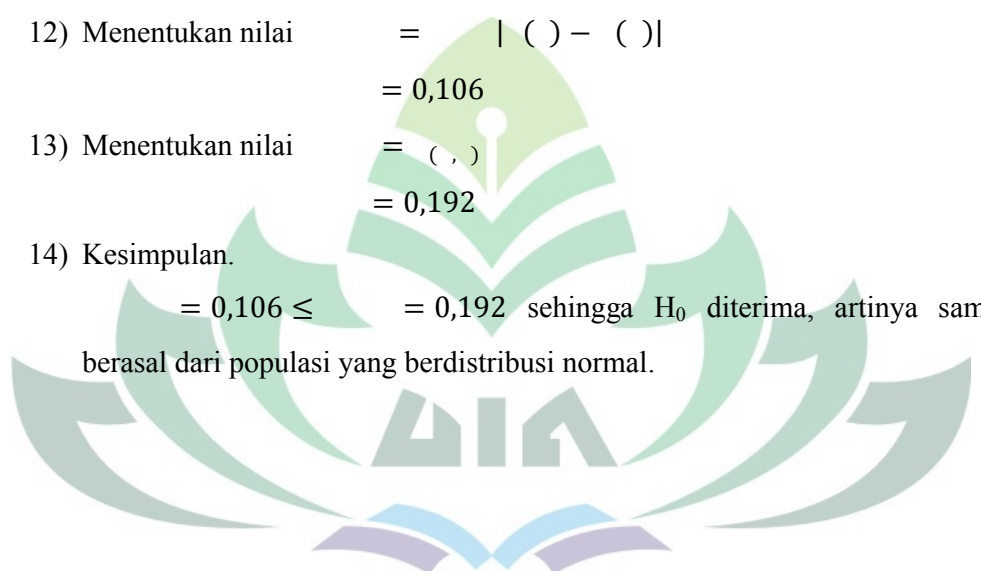 12) Menentukan nilai = | ( ) − ( )|
= 0,106
13) Menentukan nilai = ( , )
= 0,192
14) Kesimpulan.
= 0,106 ≤ = 0,192 sehingga H₀ diterima, artinya sam
berasal dari populasi yang berdistribusi normal.
UIN